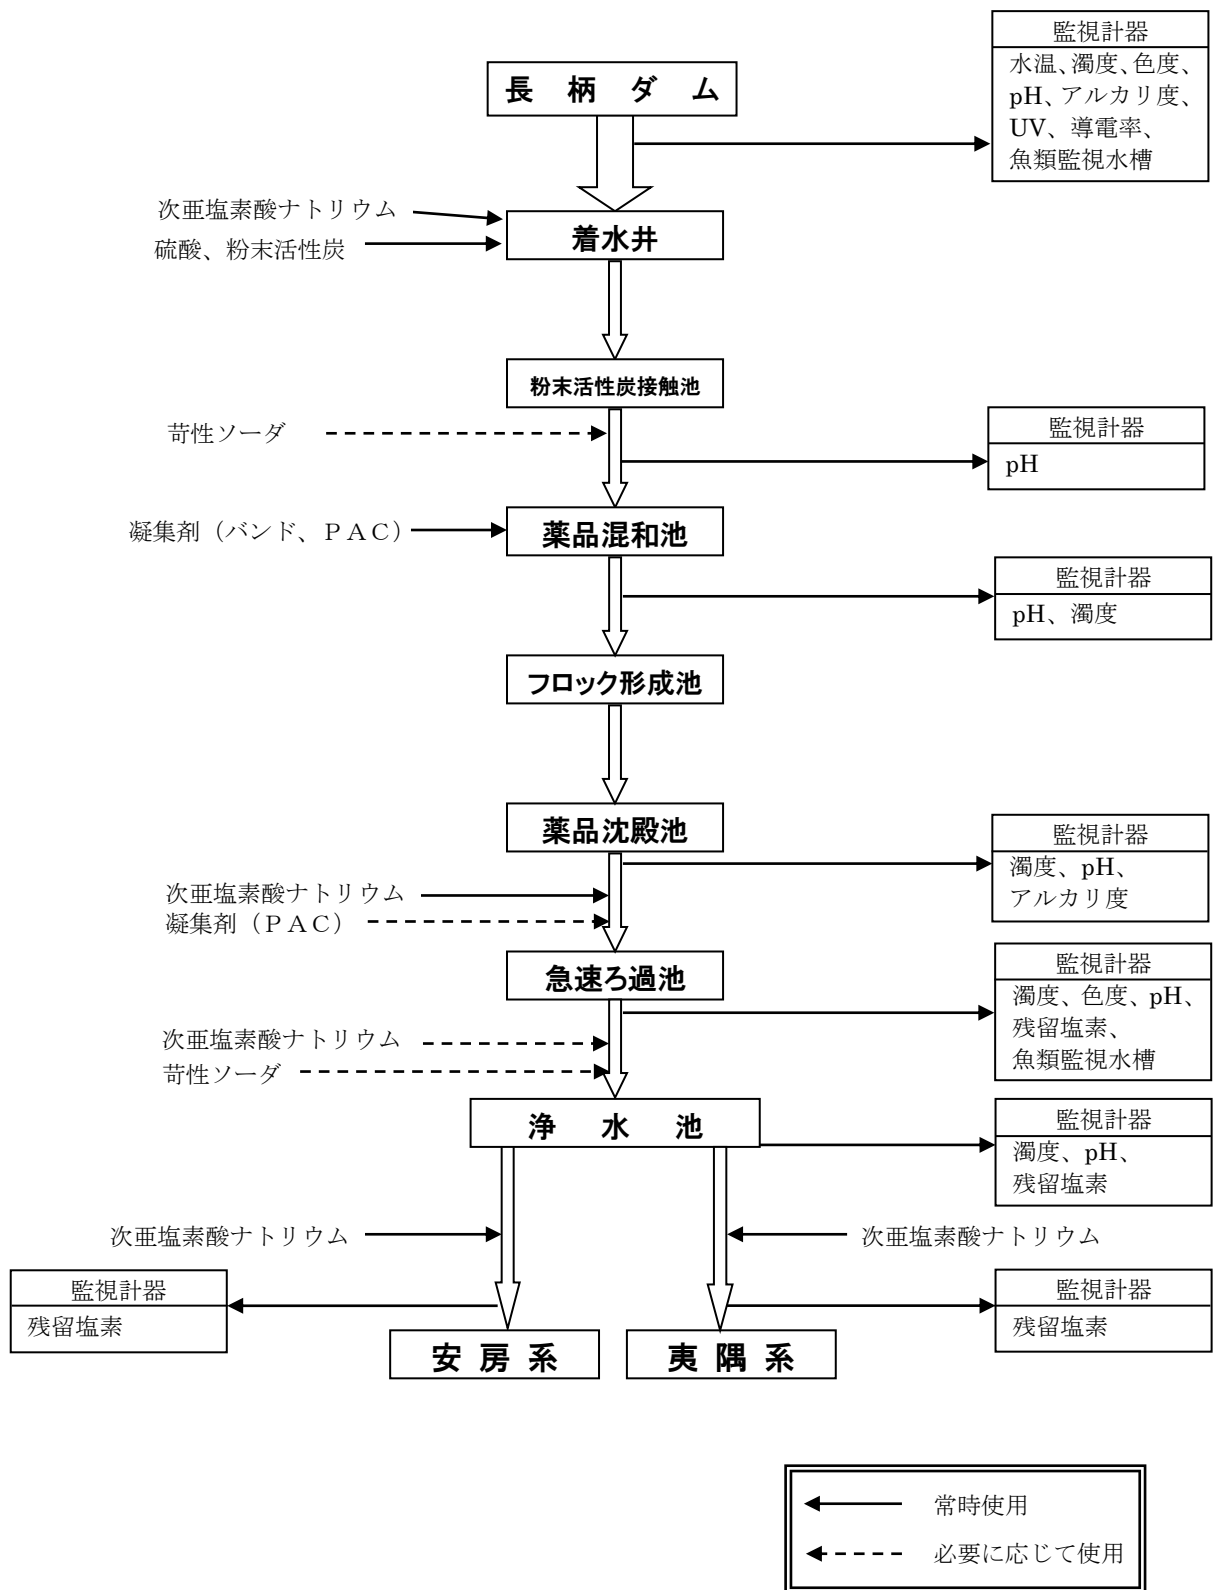 監視計器
水温、濁度、色度、
pH、アルカリ度、
UV、導電率、
魚類監視水槽
長 柄 ダ ム
次亜塩素酸ナトリウム
硫酸、粉末活性炭
着水井
粉末活性炭接触池
苛性ソーダ
監視計器
pH
凝集剤（バンド、ＰＡＣ）
薬品混和池
監視計器
pH、濁度
フロック形成池
薬品沈殿池
監視計器
濁度、pH、
アルカリ度
次亜塩素酸ナトリウム
凝集剤（ＰＡＣ）
急速ろ過池
監視計器
濁度、色度、pH、
残留塩素、
魚類監視水槽
次亜塩素酸ナトリウム
苛性ソーダ
浄 水 池
監視計器
濁度、pH、
残留塩素
次亜塩素酸ナトリウム
次亜塩素酸ナトリウム
監視計器
残留塩素
監視計器
残留塩素
安 房 系
夷 隅 系
常時使用
必要に応じて使用